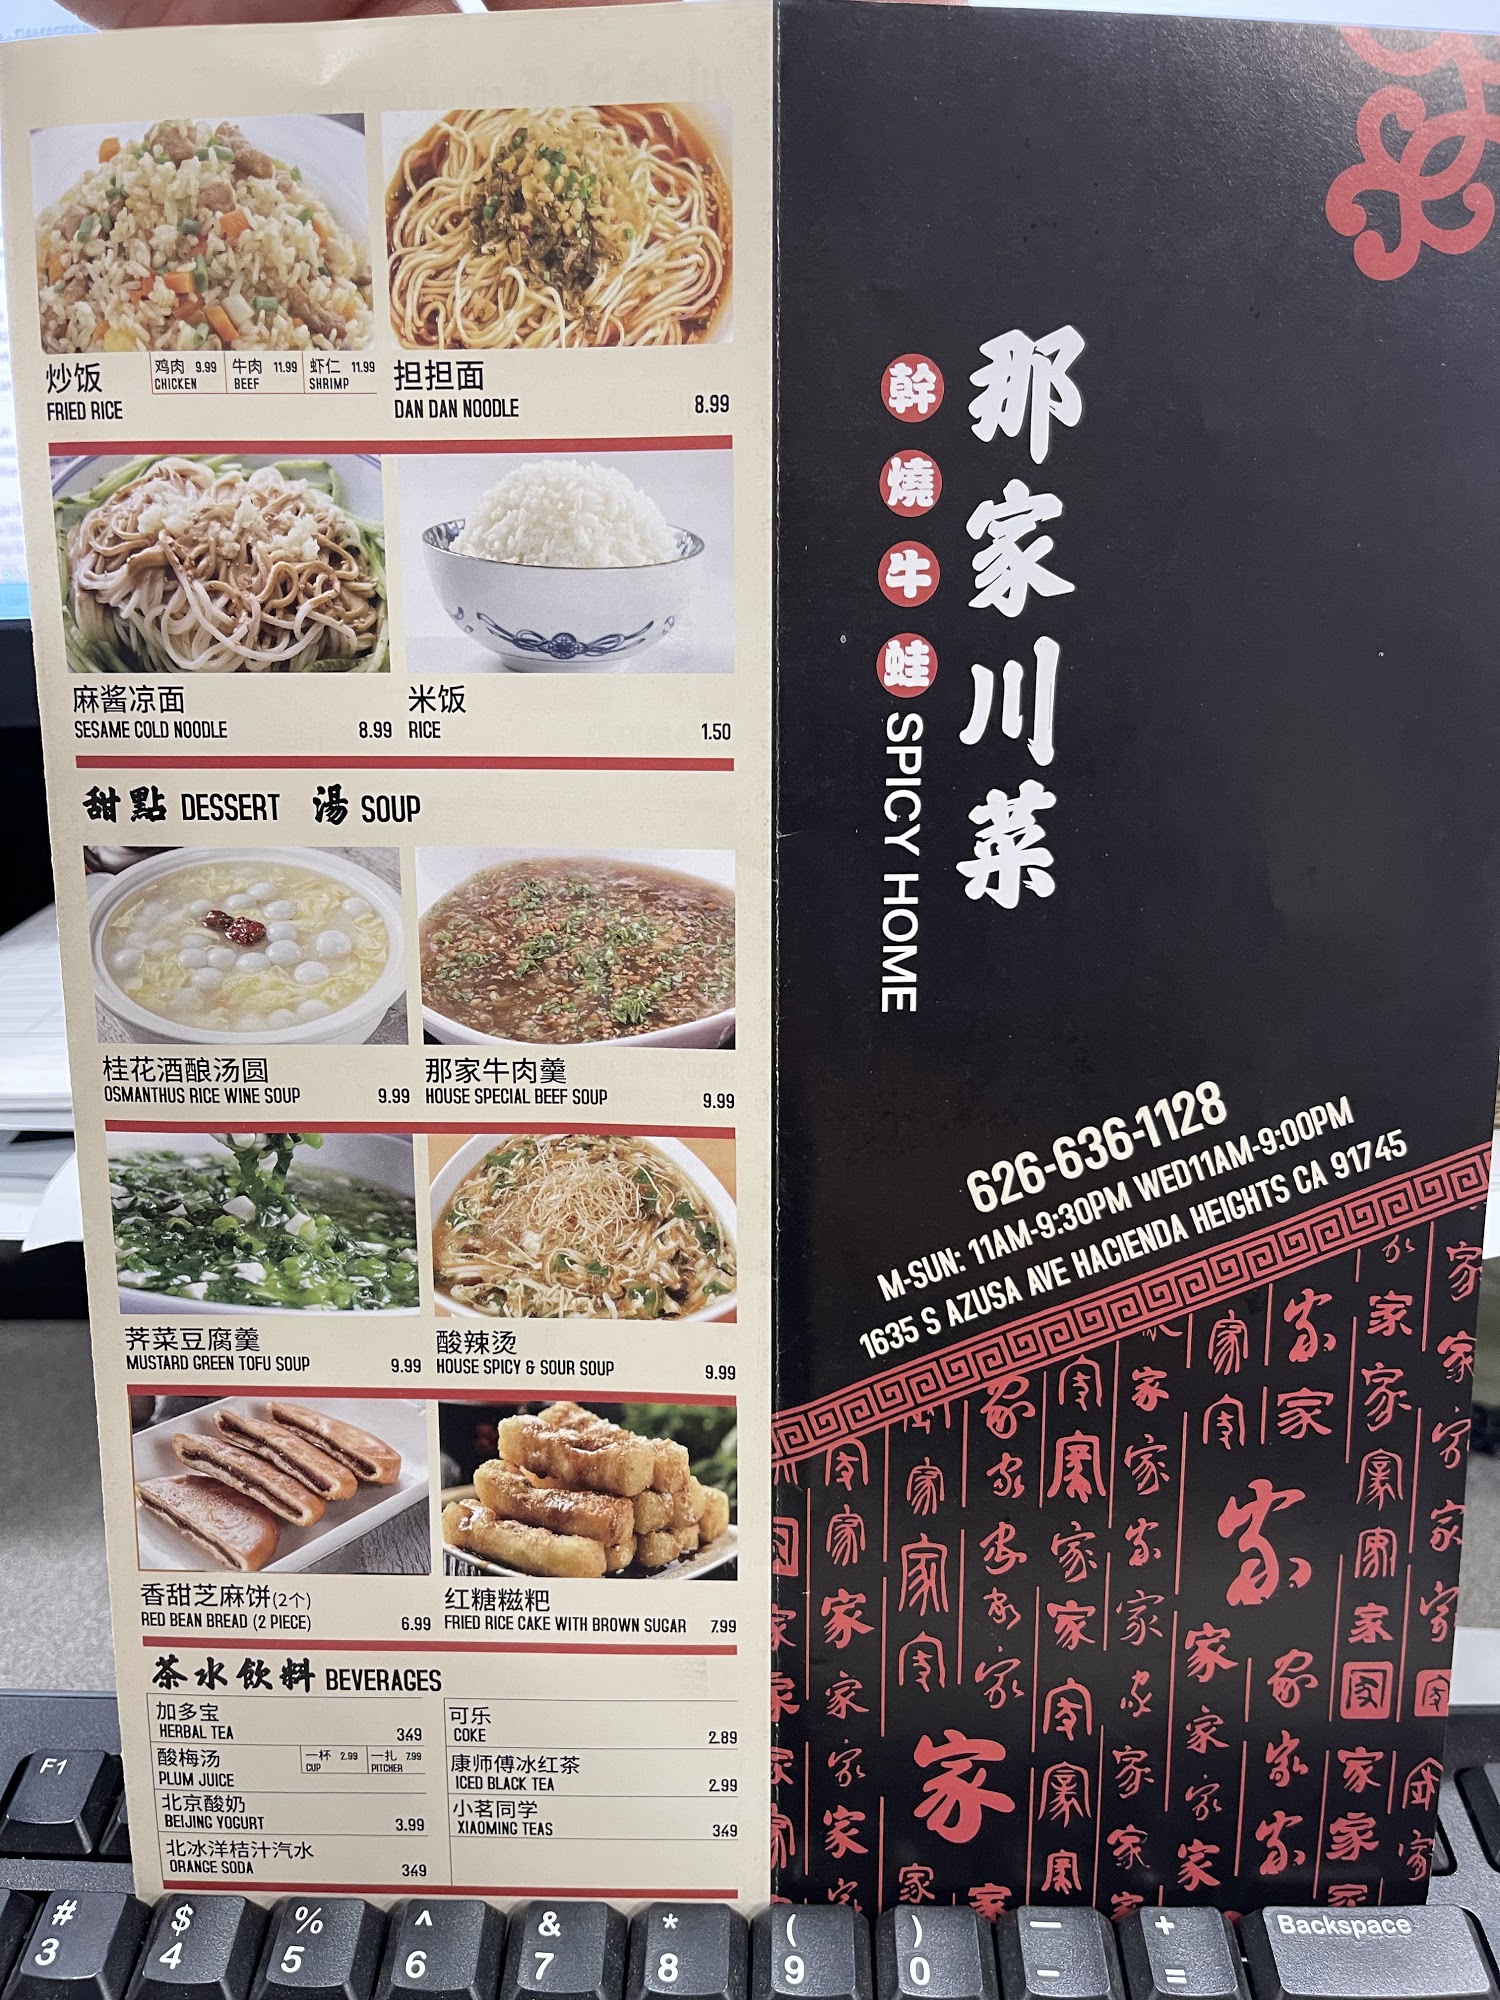 炒饭
FRIED RICE
鸡肉 9.99
CHICKEN
牛肉 11.99
BEEF
虾仁 11.99
SHRIMP
担担面
DAN DAN NOODLE 8.99
麻酱凉面
SESAME COLD NOODLE 8.99
米饭
RICE 1.50
甜點 DESSERT 湯 SOUP
桂花酒酿汤圆
OSMANTHUS RICE WINE SOUP 9.99
那家牛肉羹
HOUSE SPECIAL BEEF SOUP 9.99
荠菜豆腐羹
MUSTARD GREEN TOFU SOUP 9.99
酸辣烫
HOUSE SPICY & SOUR SOUP 9.99
香甜芝麻饼(2个)
RED BEAN BREAD (2 PIECE) 6.99
红糖糍粑
FRIED RICE CAKE WITH BROWN SUGAR 7.99
茶水飲料 BEVERAGES
加多宝
HERBAL TEA 3.49
酸梅汤
PLUM JUICE
一杯 2.99
CUP
一扎 7.99
PITCHER
北京酸奶
BEIJING YOGURT 3.99
北冰洋桔汁汽水
ORANGE SODA 3.49
可乐
COKE 2.89
康师傅冰红茶
ICED BLACK TEA 2.99
小茗同学
XIAOMING TEAS 3.49
那家川菜
幹燒牛蛙 SPICY HOME
626-636-1128
M-SUN: 11AM-9:30PM WED11AM-9:00PM
1635 S AZUSA AVE HACIENDA HEIGHTS CA 91745
家
家
F1
# $ % ^ & * ( ) — + Backspace
3 4 5 6 7 8 9 0 - =